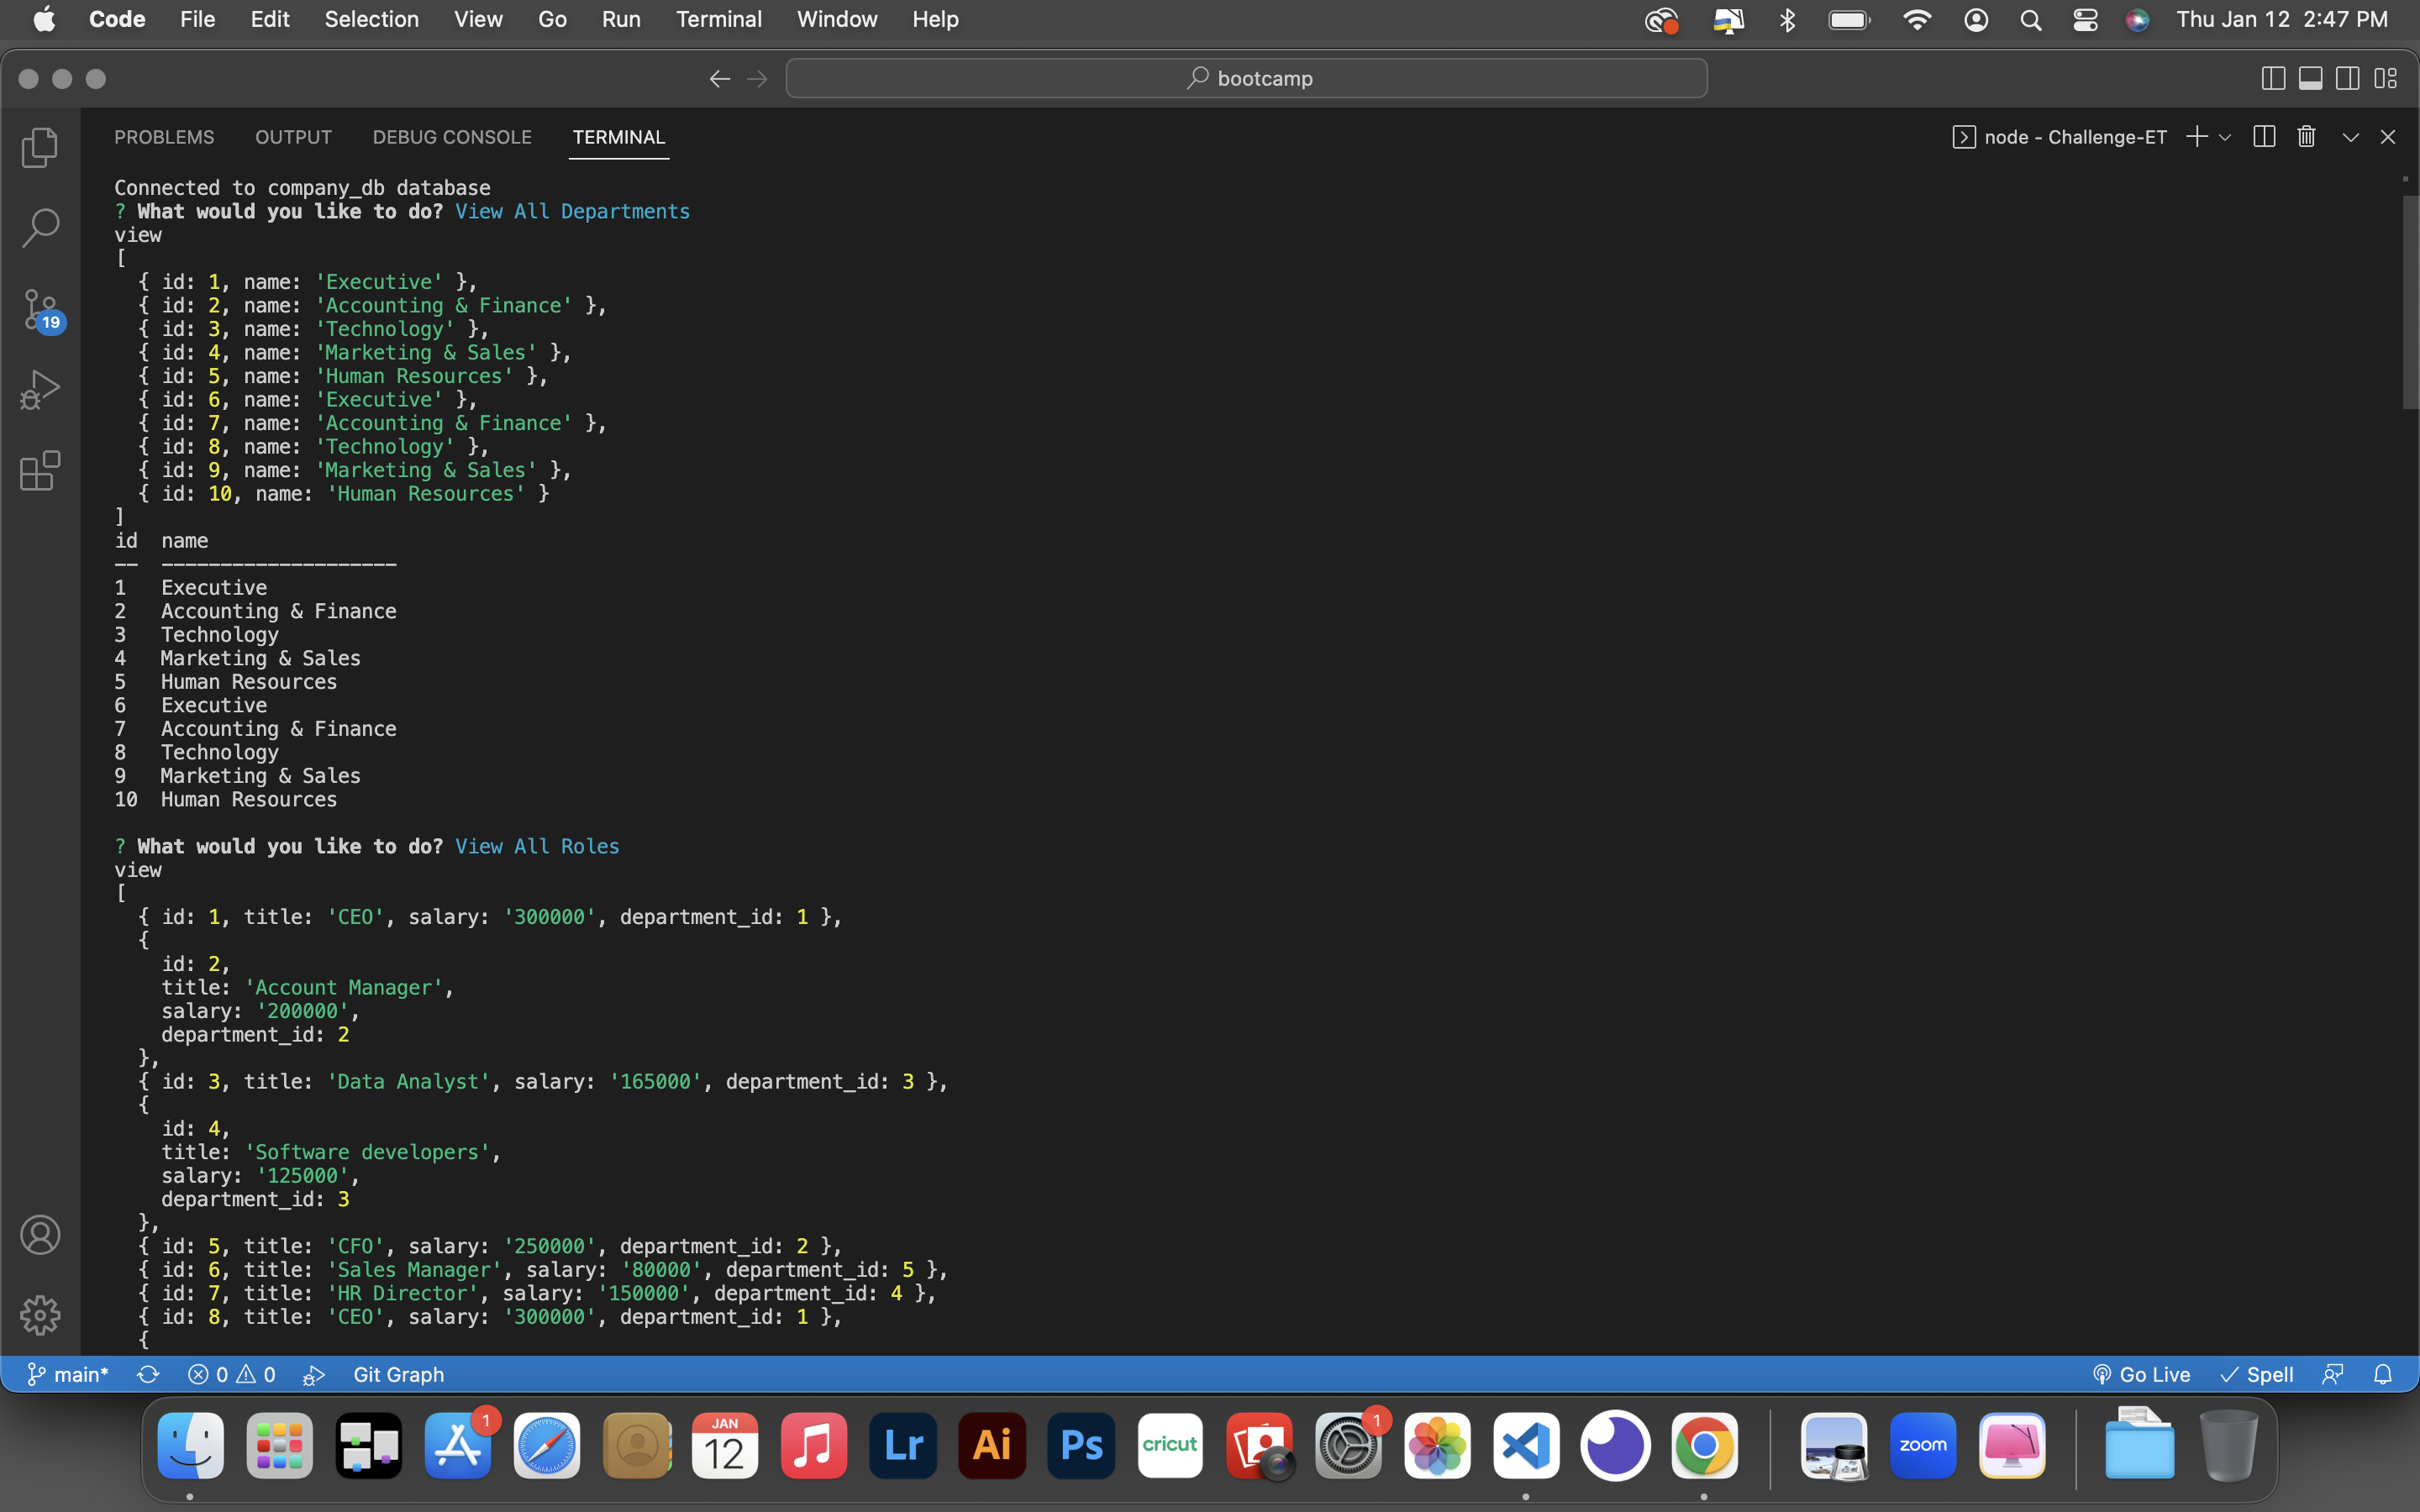 Code File Edit Selection View Go Run Terminal Window Help Thu Jan 12 2:47 PM
bootcamp
PROBLEMS OUTPUT DEBUG CONSOLE TERMINAL node - Challenge-ET
Connected to company_db database
? What would you like to do? View All Departments
view
[
{ id: 1, name: 'Executive' },
{ id: 2, name: 'Accounting & Finance' },
{ id: 3, name: 'Technology' },
{ id: 4, name: 'Marketing & Sales' },
{ id: 5, name: 'Human Resources' },
{ id: 6, name: 'Executive' },
{ id: 7, name: 'Accounting & Finance' },
{ id: 8, name: 'Technology' },
{ id: 9, name: 'Marketing & Sales' },
{ id: 10, name: 'Human Resources' }
]
id name
-- --------------------
1 Executive
2 Accounting & Finance
3 Technology
4 Marketing & Sales
5 Human Resources
6 Executive
7 Accounting & Finance
8 Technology
9 Marketing & Sales
10 Human Resources
? What would you like to do? View All Roles
view
[
{ id: 1, title: 'CEO', salary: '300000', department_id: 1 },
{
id: 2,
title: 'Account Manager',
salary: '200000',
department_id: 2
},
{ id: 3, title: 'Data Analyst', salary: '165000', department_id: 3 },
{
id: 4,
title: 'Software developers',
salary: '125000',
department_id: 3
},
{ id: 5, title: 'CFO', salary: '250000', department_id: 2 },
{ id: 6, title: 'Sales Manager', salary: '80000', department_id: 5 },
{ id: 7, title: 'HR Director', salary: '150000', department_id: 4 },
{ id: 8, title: 'CEO', salary: '300000', department_id: 1 },
{
19
main* 0 0 Git Graph Go Live Spell
1 JAN 12 Lr Ai Ps cricut 1 zoom